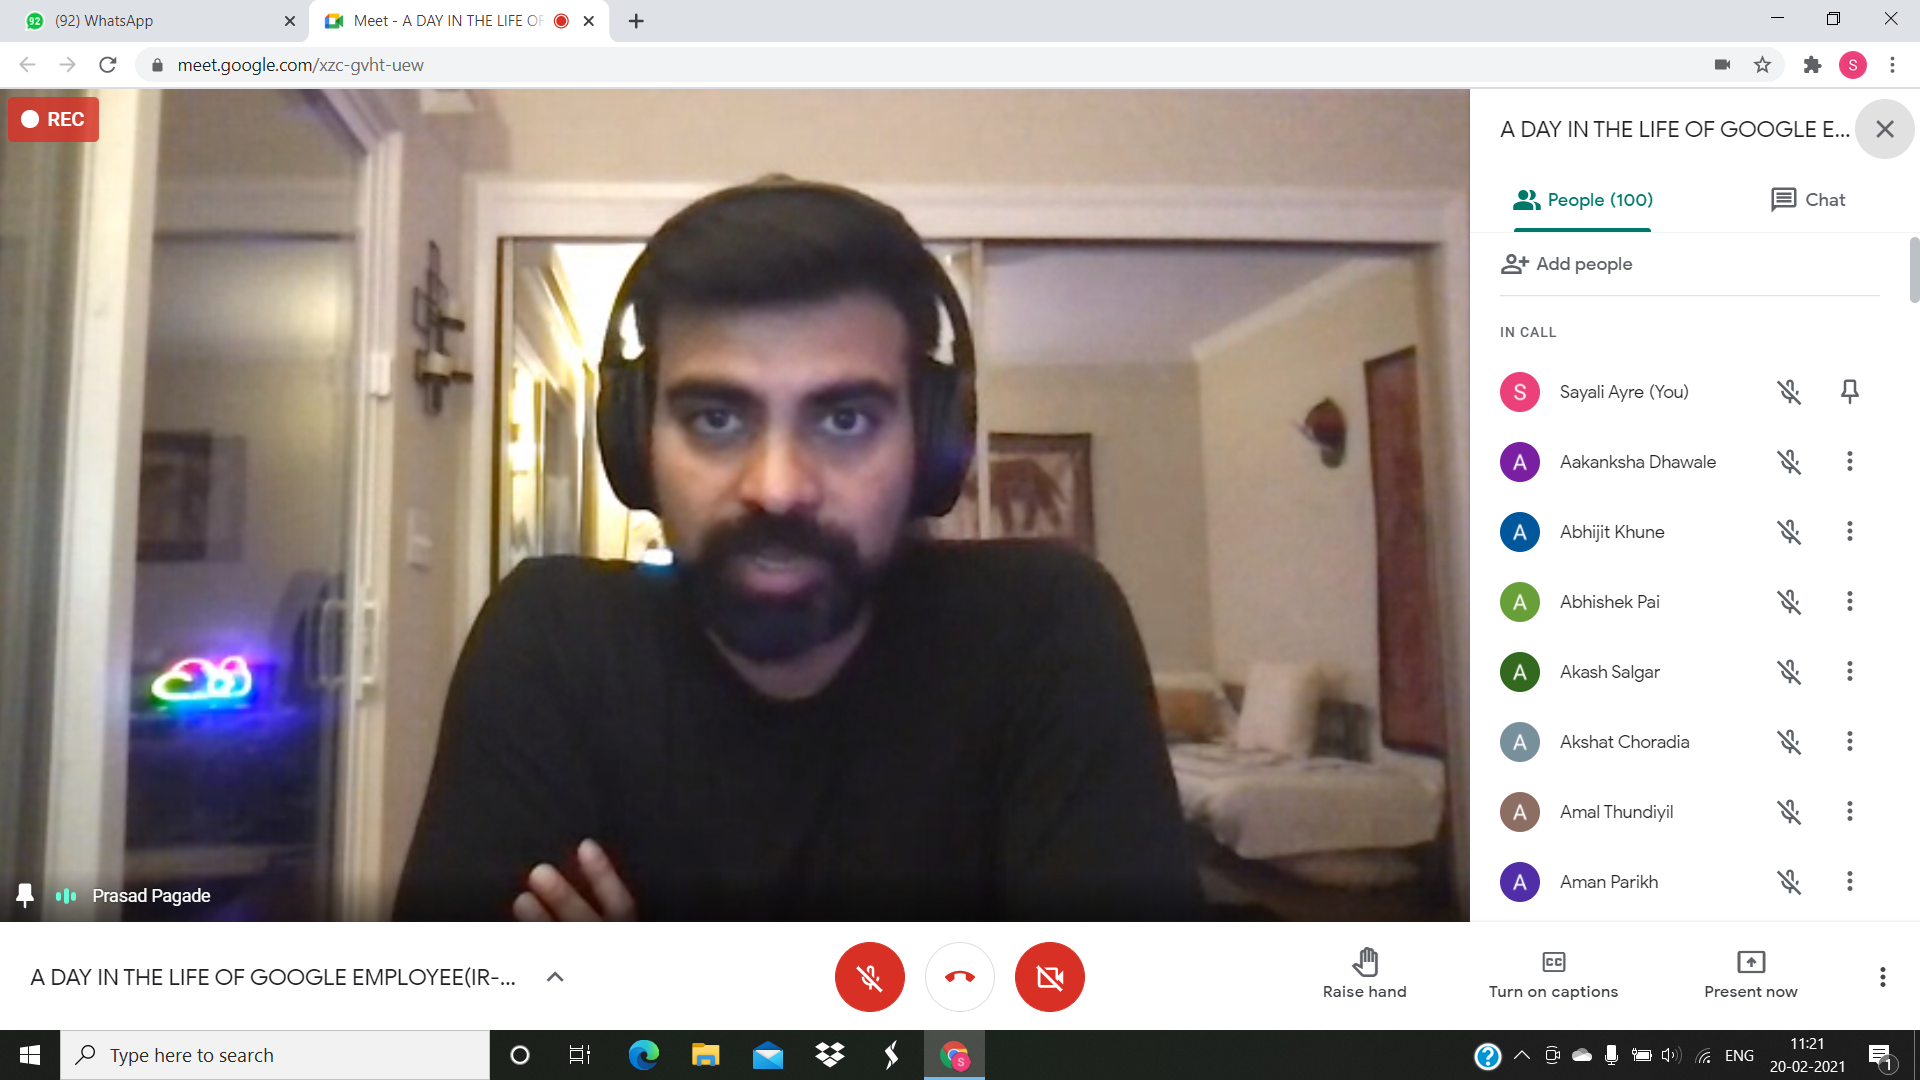 92
(92) WhatsApp
Meet - A DAY IN THE LIFE OF
meet.google.com/xzc-gvht-uew
S
REC
A DAY IN THE LIFE OF GOOGLE E...
People (100)
Chat
Add people
IN CALL
S Sayali Ayre (You)
A Aakanksha Dhawale
A Abhijit Khune
A Abhishek Pai
A Akash Salgar
A Akshat Choradia
A Amal Thundiyil
A Aman Parikh
Prasad Pagade
A DAY IN THE LIFE OF GOOGLE EMPLOYEE(IR-...
CC
Raise hand
Turn on captions
Present now
Type here to search
S
?
ENG
11:21
20-02-2021
1